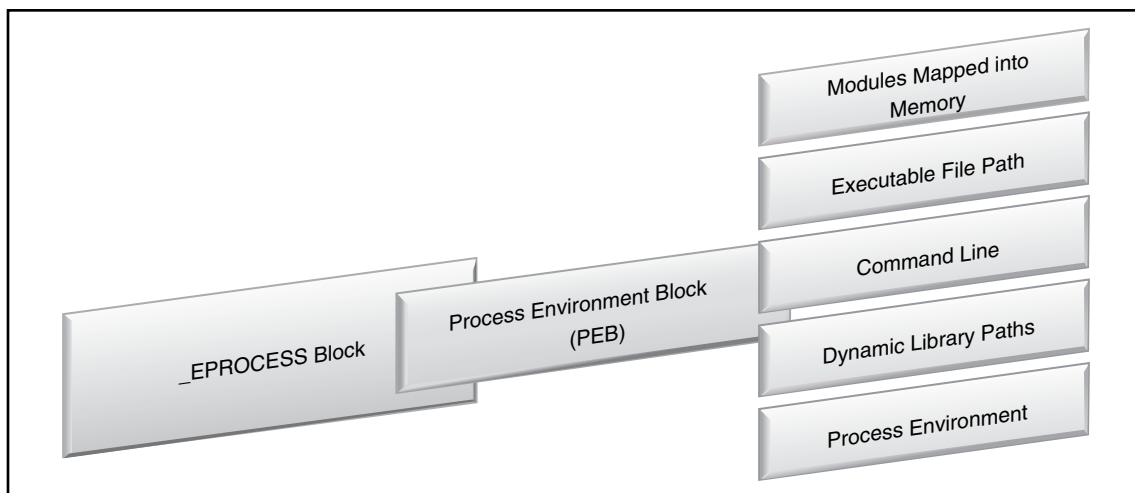 _EPROCESS Block
Process Environment Block
(PEB)
Modules Mapped into
Memory
Executable File Path
Command Line
Dynamic Library Paths
Process Environment